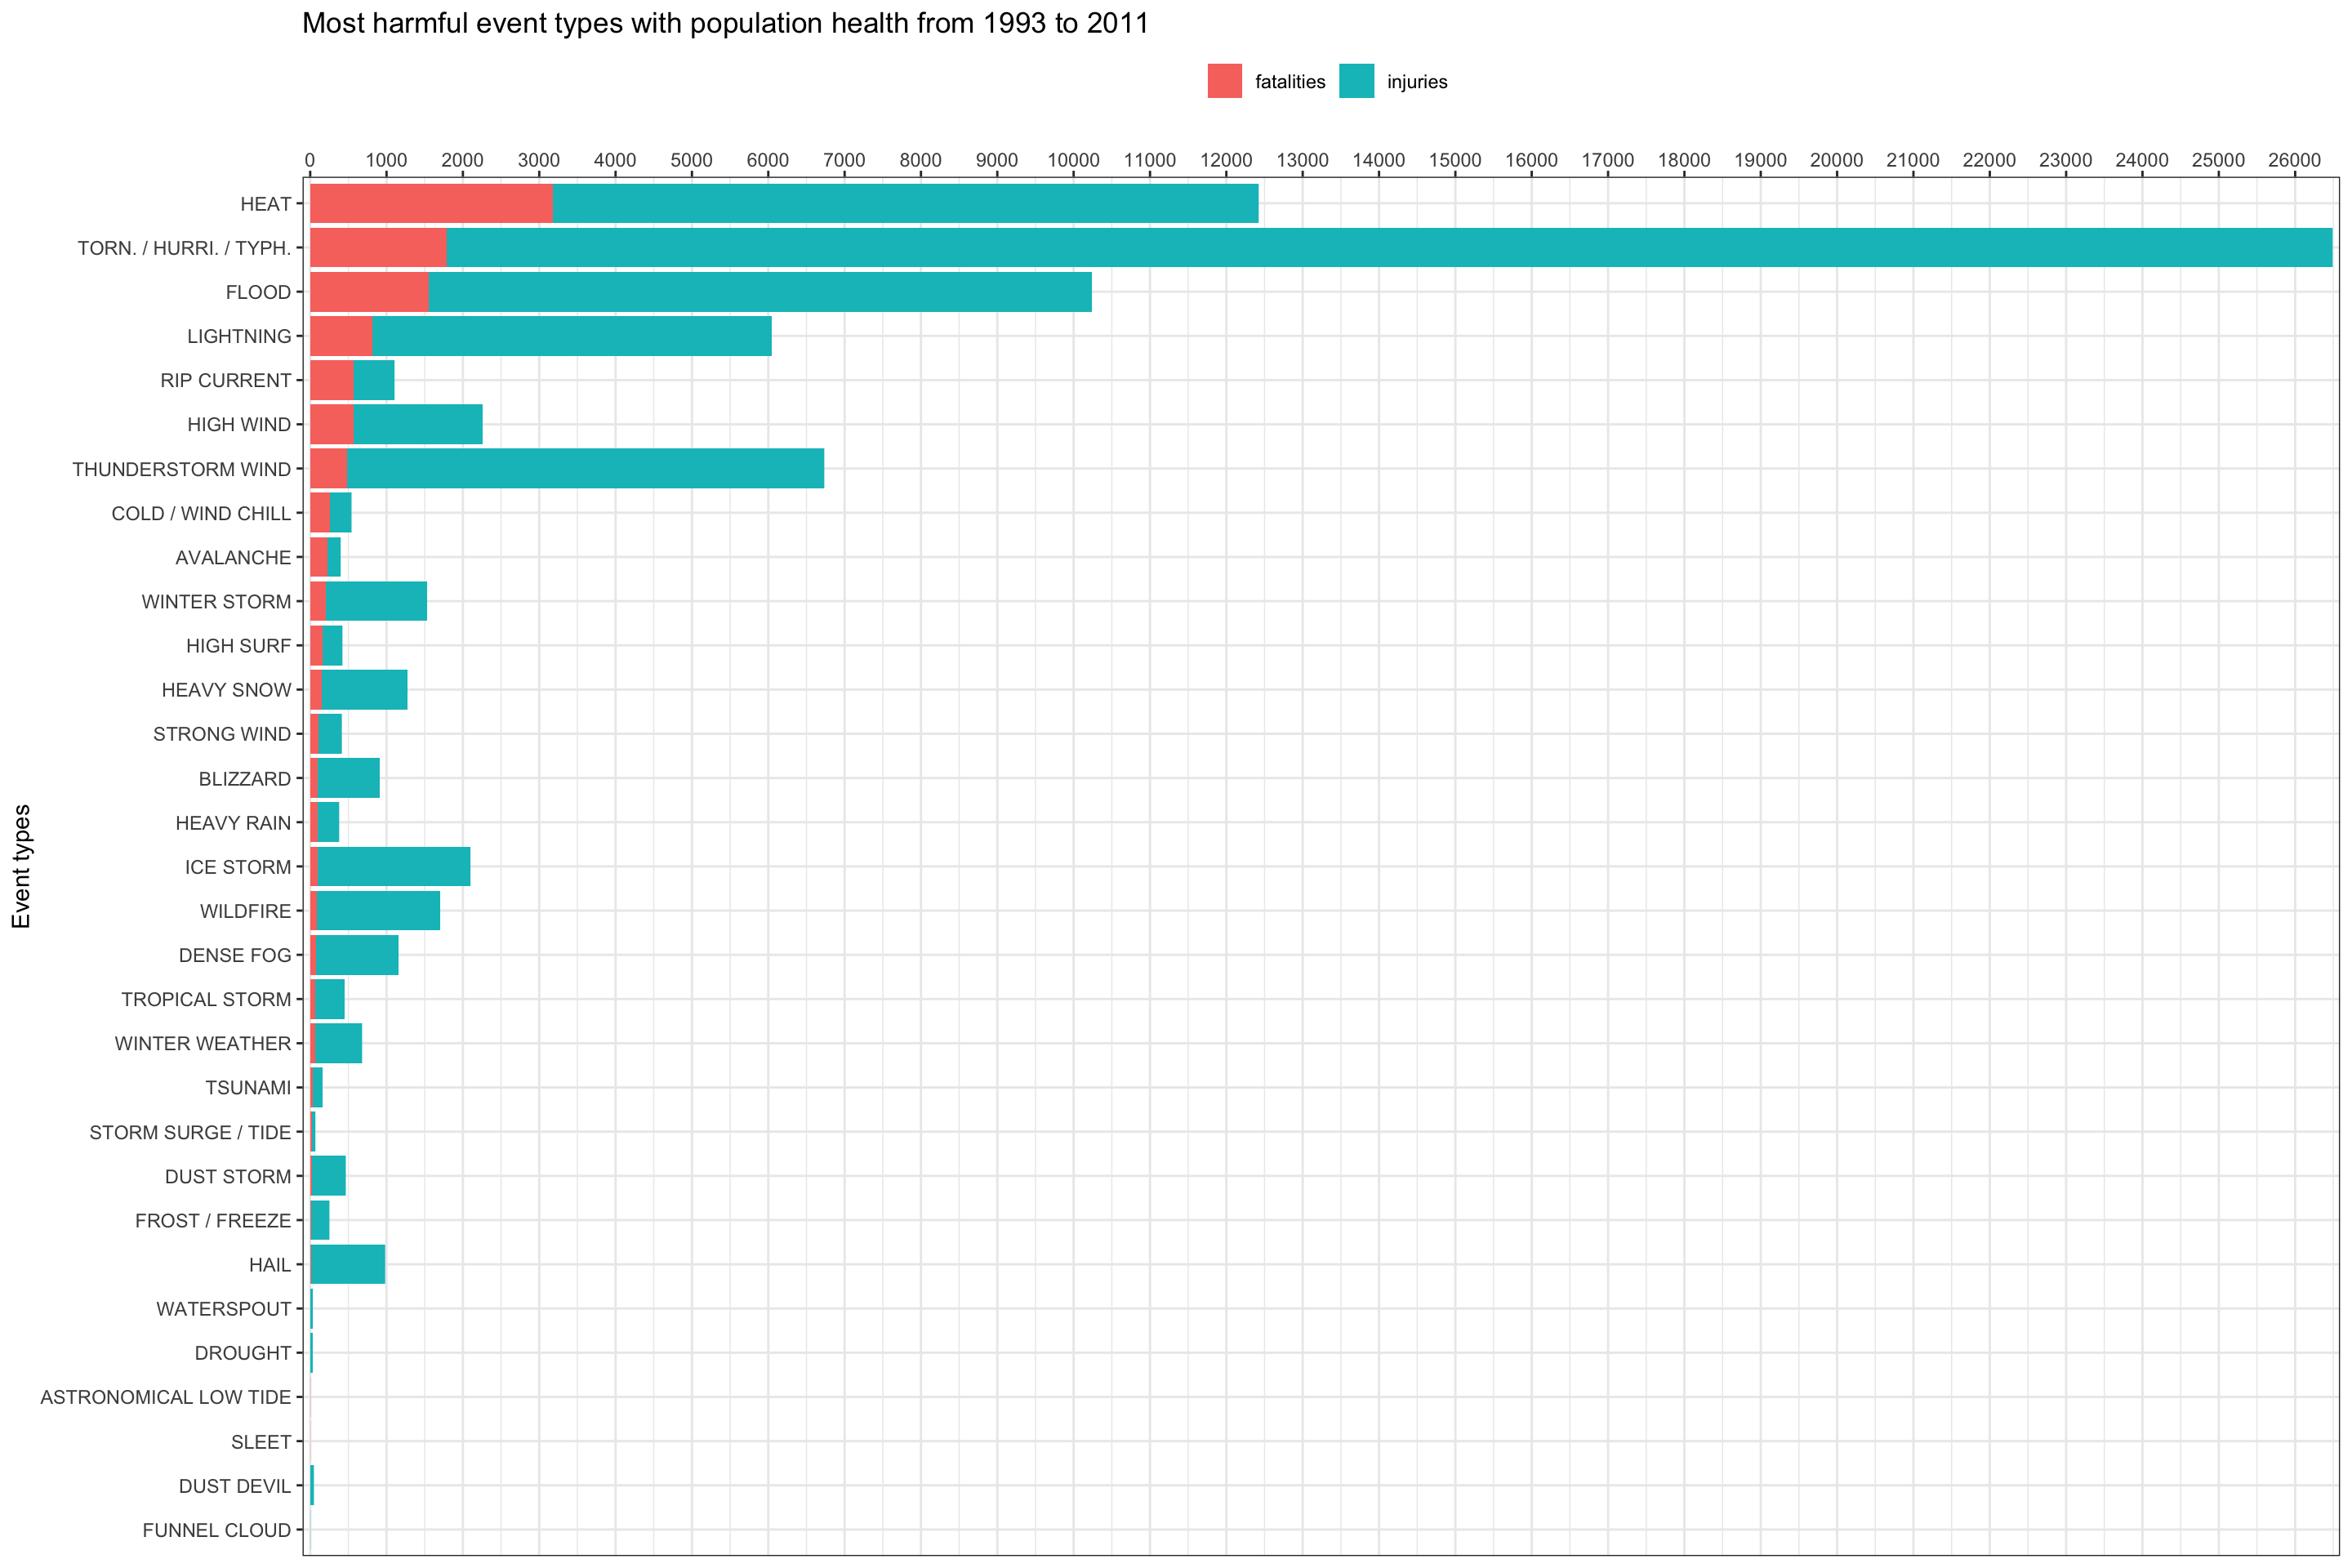 Most harmful event types with population health from 1993 to 2011
fatalities injuries
0 1000 2000 3000 4000 5000 6000 7000 8000 9000 10000 11000 12000 13000 14000 15000 16000 17000 18000 19000 20000 21000 22000 23000 24000 25000 26000
Event types
HEAT
TORN. / HURRI. / TYPH.
FLOOD
LIGHTNING
RIP CURRENT
HIGH WIND
THUNDERSTORM WIND
COLD / WIND CHILL
AVALANCHE
WINTER STORM
HIGH SURF
HEAVY SNOW
STRONG WIND
BLIZZARD
HEAVY RAIN
ICE STORM
WILDFIRE
DENSE FOG
TROPICAL STORM
WINTER WEATHER
TSUNAMI
STORM SURGE / TIDE
DUST STORM
FROST / FREEZE
HAIL
WATERSPOUT
DROUGHT
ASTRONOMICAL LOW TIDE
SLEET
DUST DEVIL
FUNNEL CLOUD